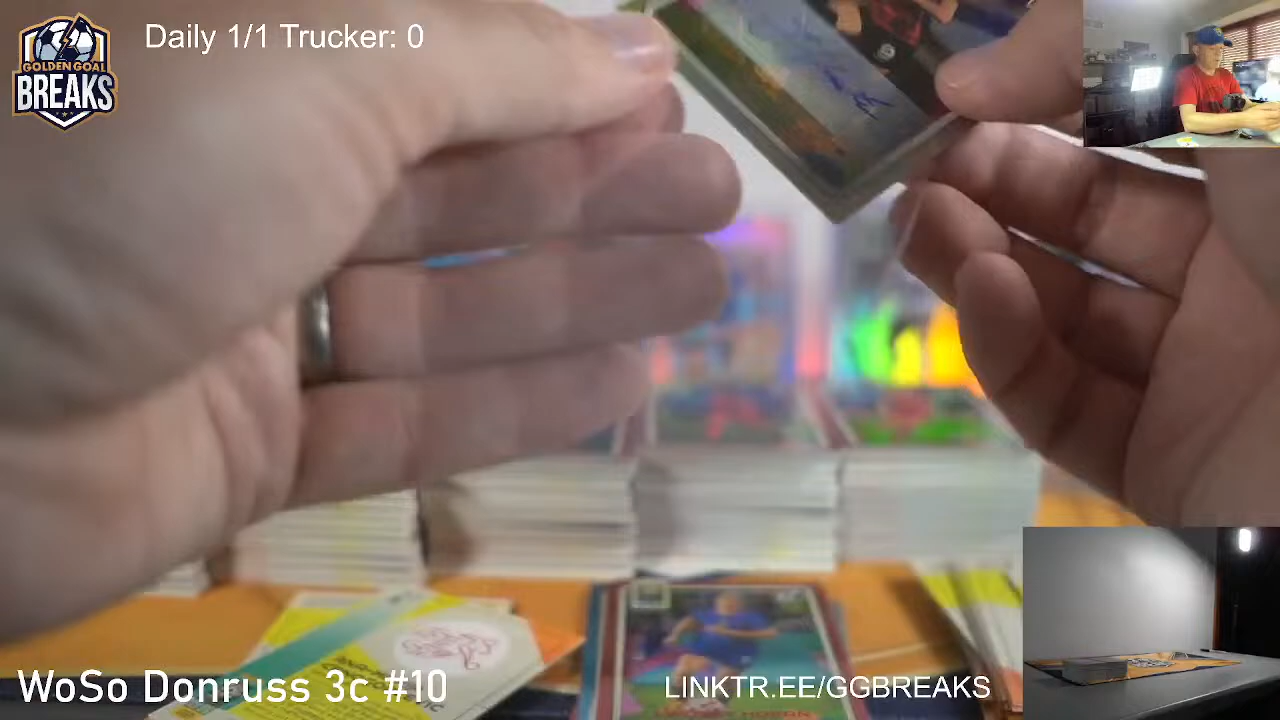 Daily 1/1 Trucker: 0
GOLDEN GOAL
BREAKS
WoSo Donruss 3c #10
LINKTR.EE/GGBREAKS